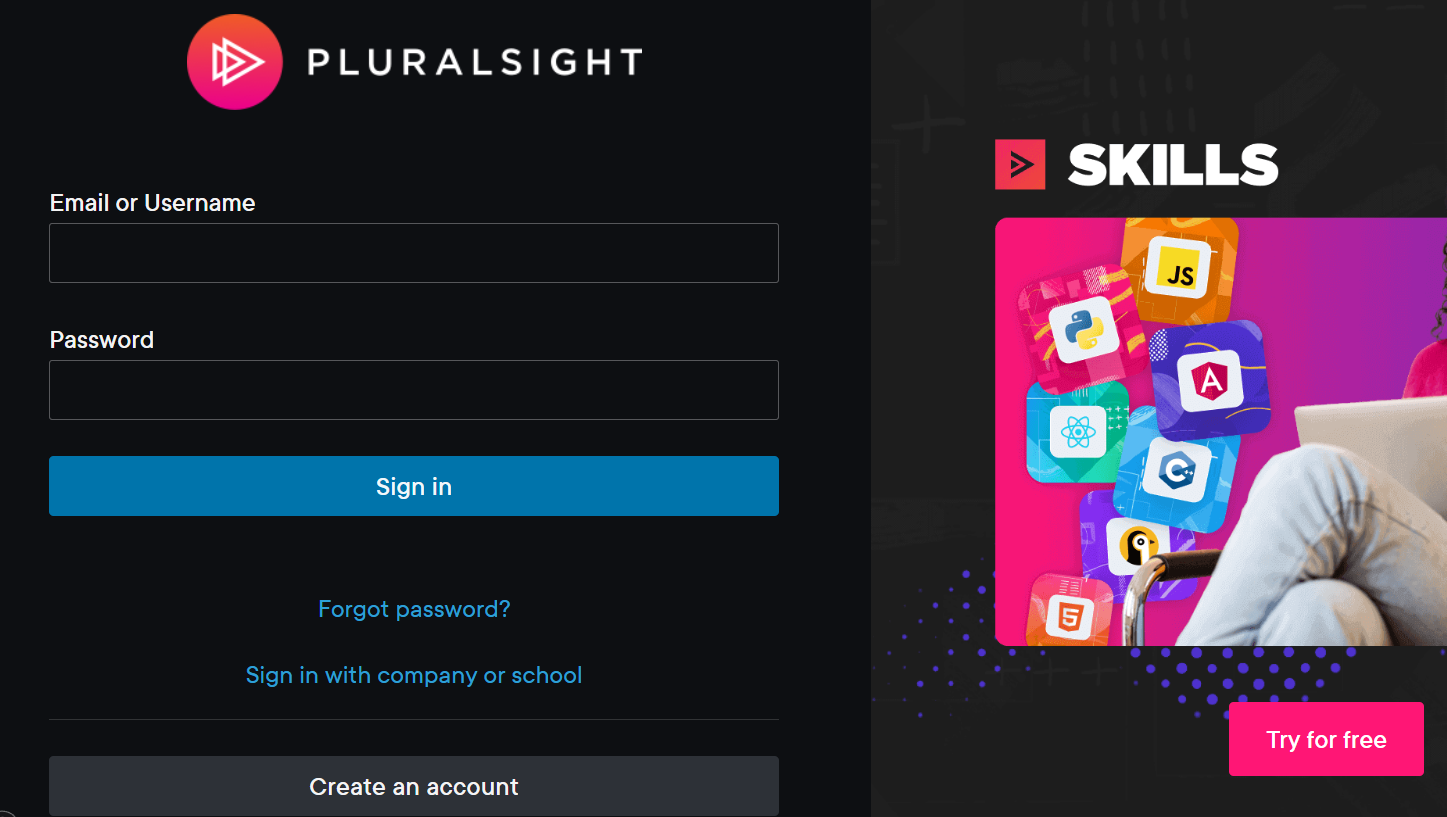 PLURALSIGHT
Email or Username
Password
Sign in
Forgot password?
Sign in with company or school
Create an account
SKILLS
JS
A
C++
5
Try for free